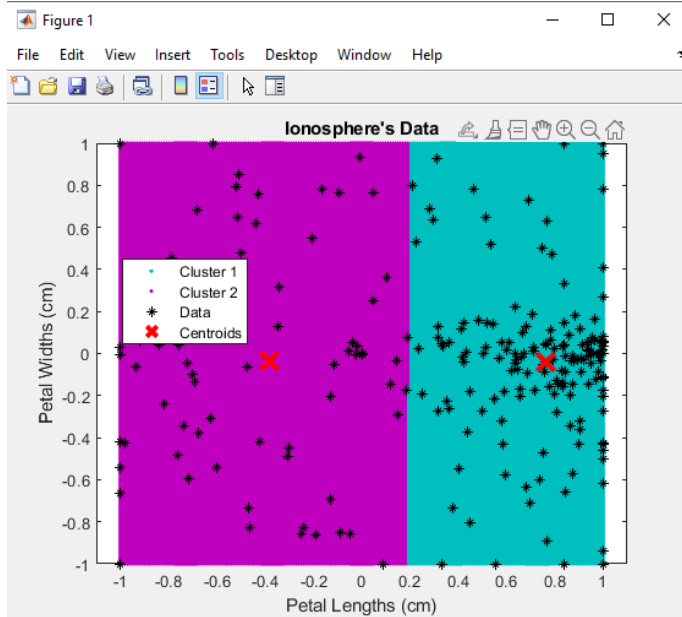 Figure 1
File Edit View Insert Tools Desktop Window Help
Ionosphere's Data
1
0.8
0.6
0.4
0.2
0
-0.2
-0.4
-0.6
-0.8
-1
Petal Widths (cm)
Cluster 1
Cluster 2
Data
Centroids
-1 -0.8 -0.6 -0.4 -0.2 0 0.2 0.4 0.6 0.8 1
Petal Lengths (cm)